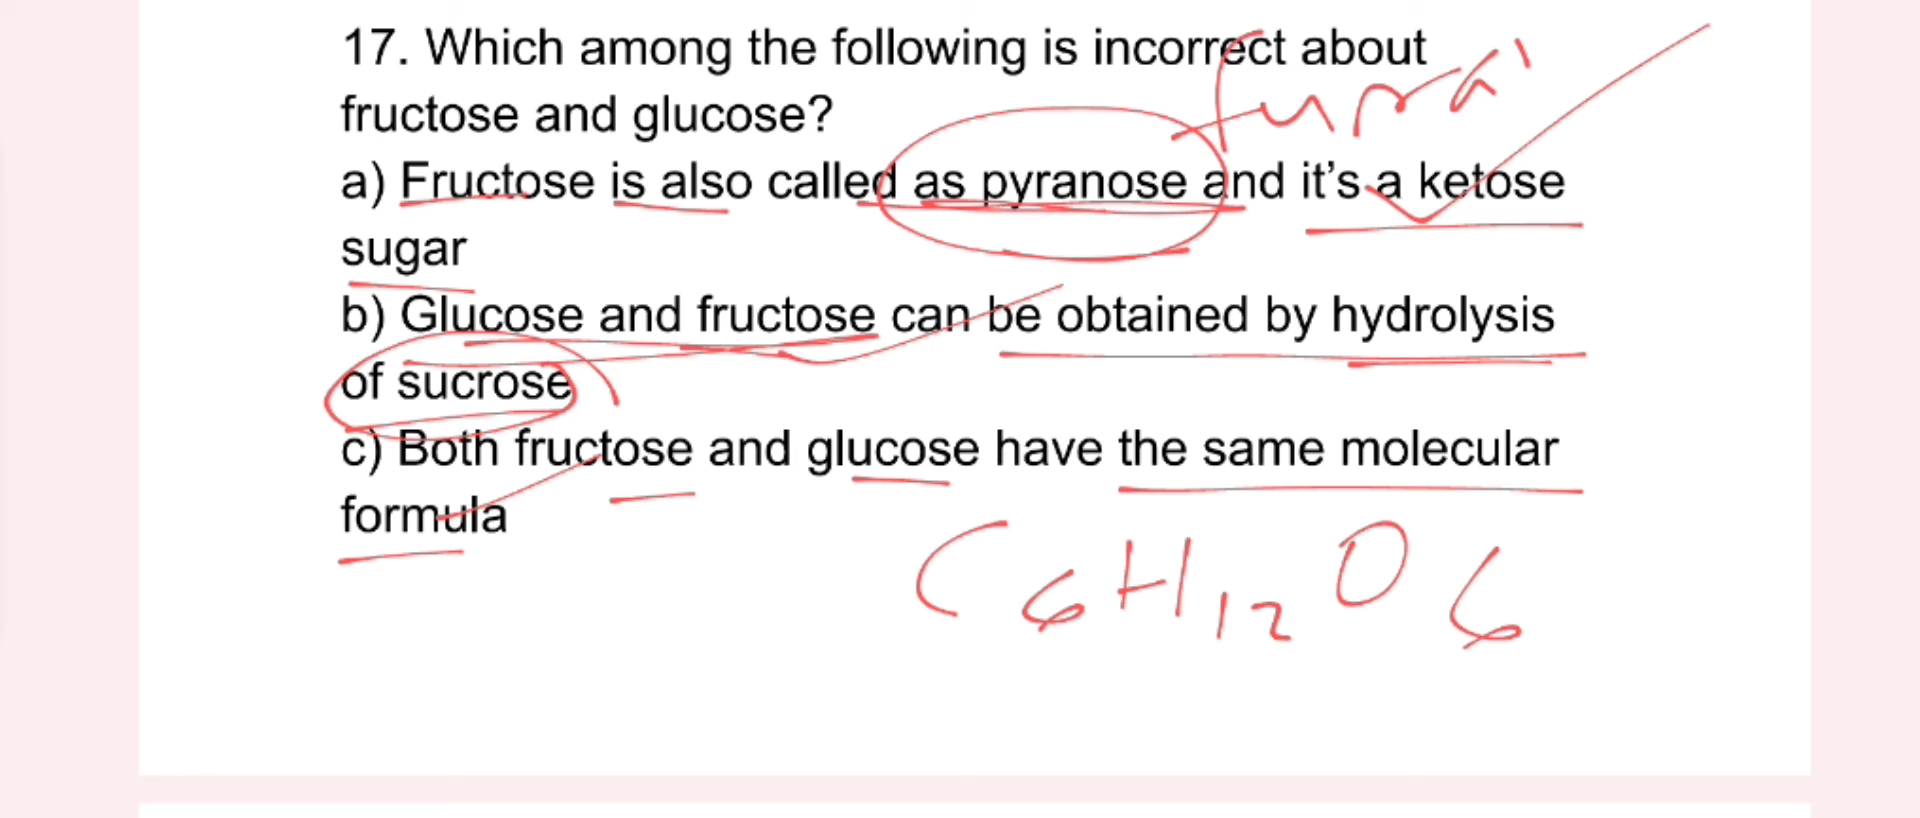 17. Which among the following is incorrect about
fura
fructose and glucose?
a) Fructose is also called as pyranose and it's a ketose
sugar
b) Glucose and fructose can be obtained by hydrolysis
of sucrose
c) Both fructose and glucose have the same molecular
formula
C6H12O6